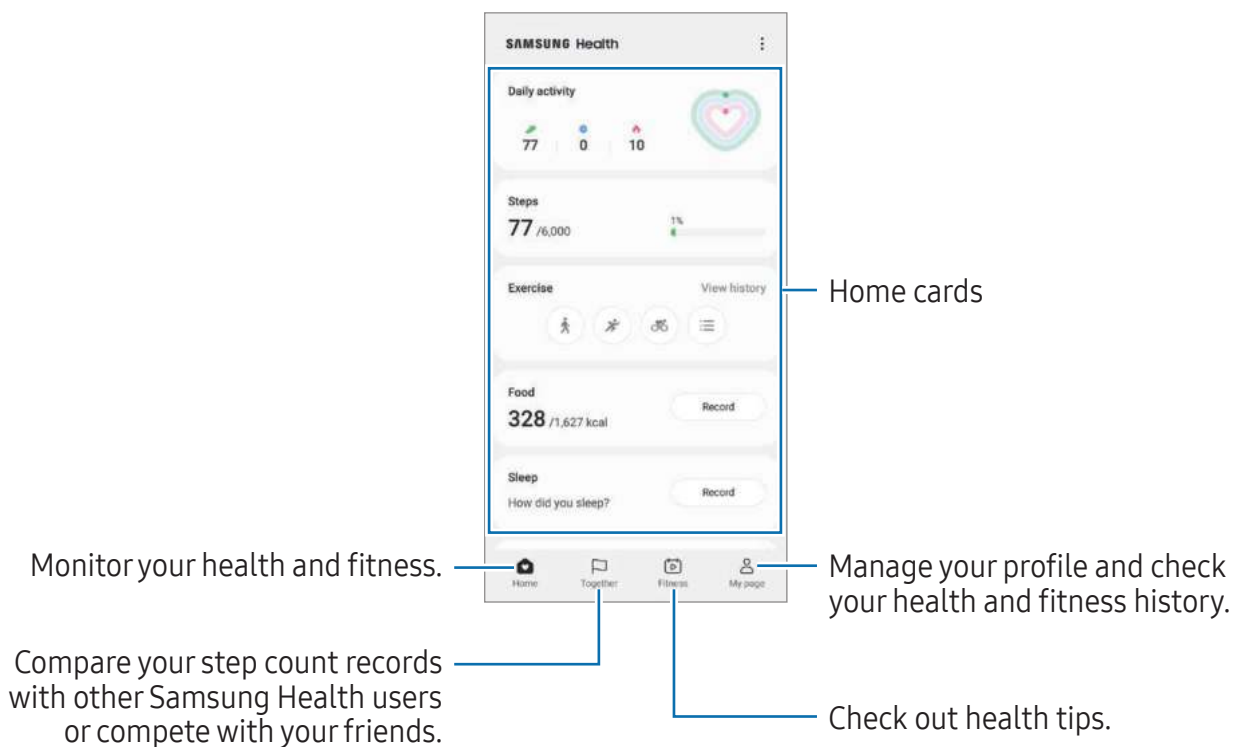 SAMSUNG Health
Daily activity
77 0 10
Steps
77 /6,000
1%
Exercise View history
Home cards
Food
328 /1,627 kcal
Record
Sleep
How did you sleep?
Record
Monitor your health and fitness.
Home Together Fitness My page
Manage your profile and check
your health and fitness history.
Compare your step count records
with other Samsung Health users
or compete with your friends.
Check out health tips.